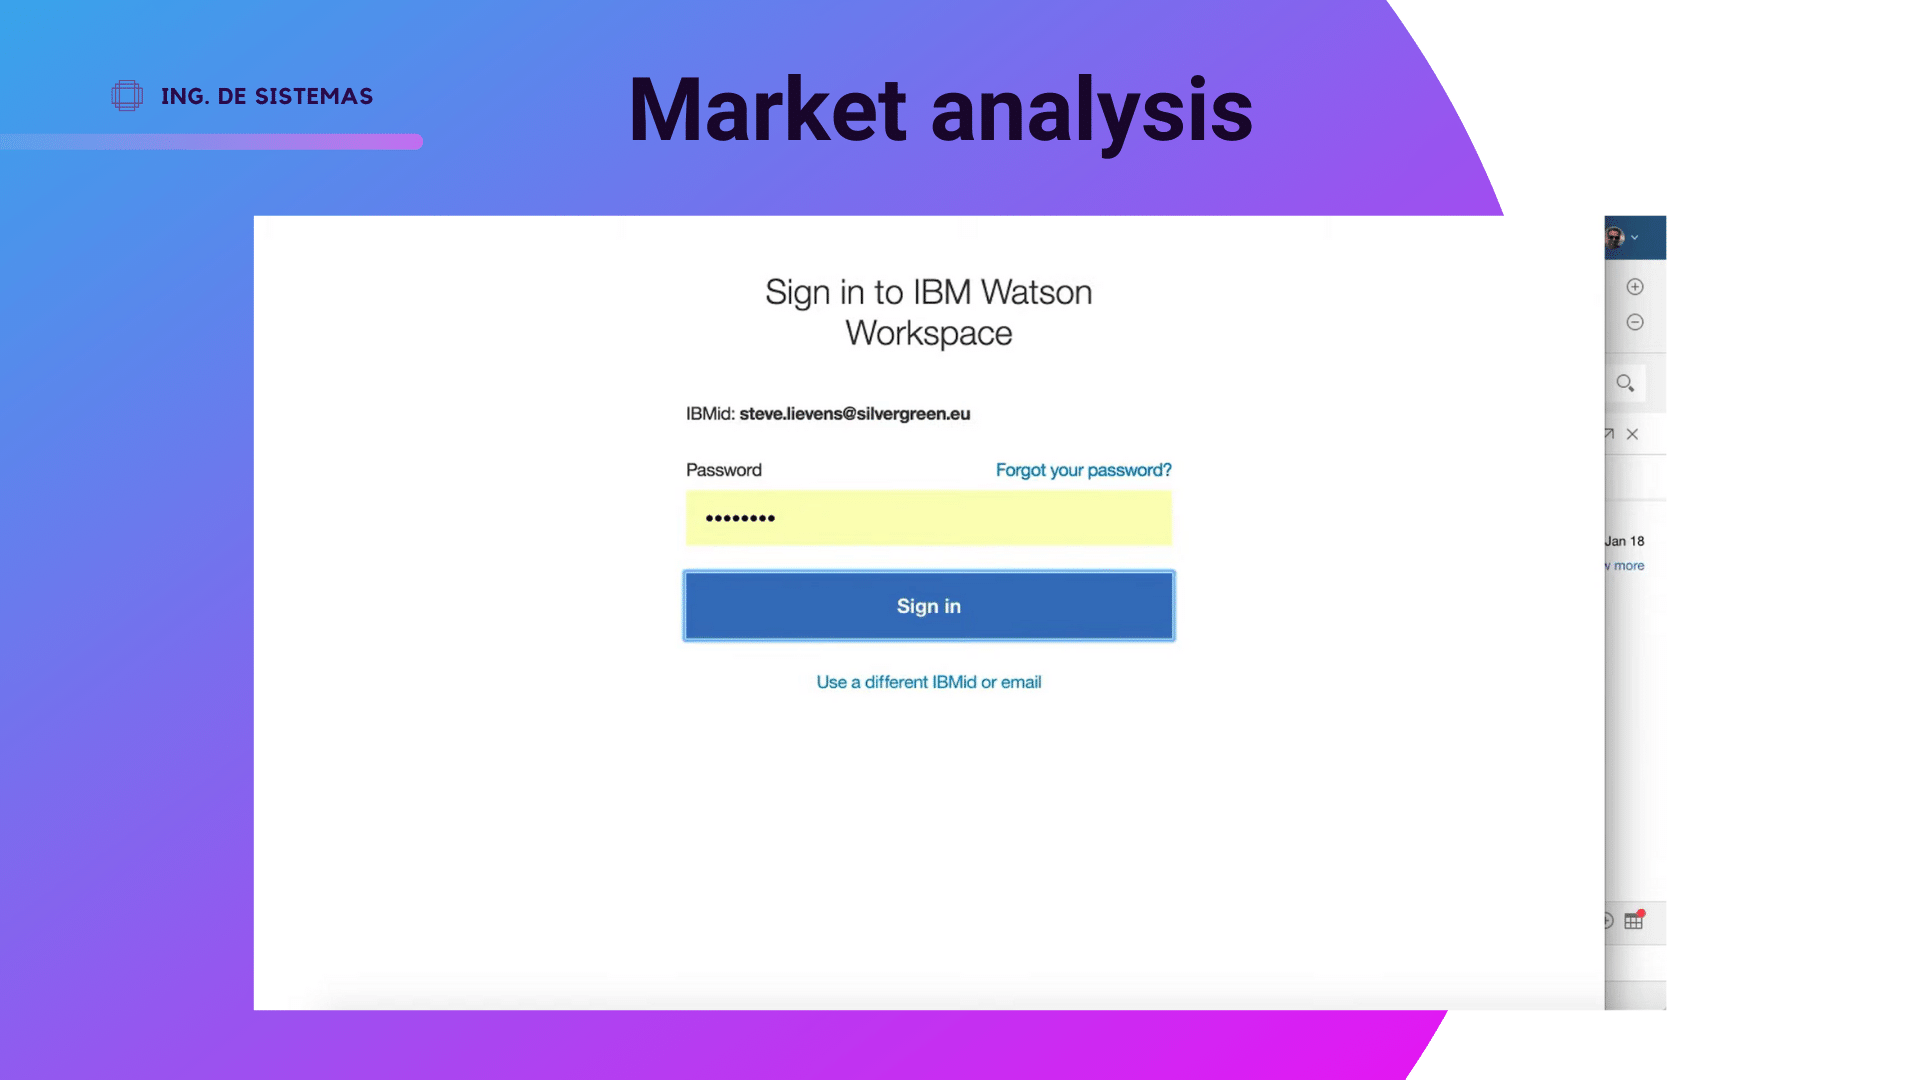 ING. DE SISTEMAS
Market analysis
Sign in to IBM Watson
Workspace
IBMid: steve.lievens@silvergreen.eu
Password
Forgot your password?
••••••••
Sign in
Use a different IBMid or email
Jan 18
more